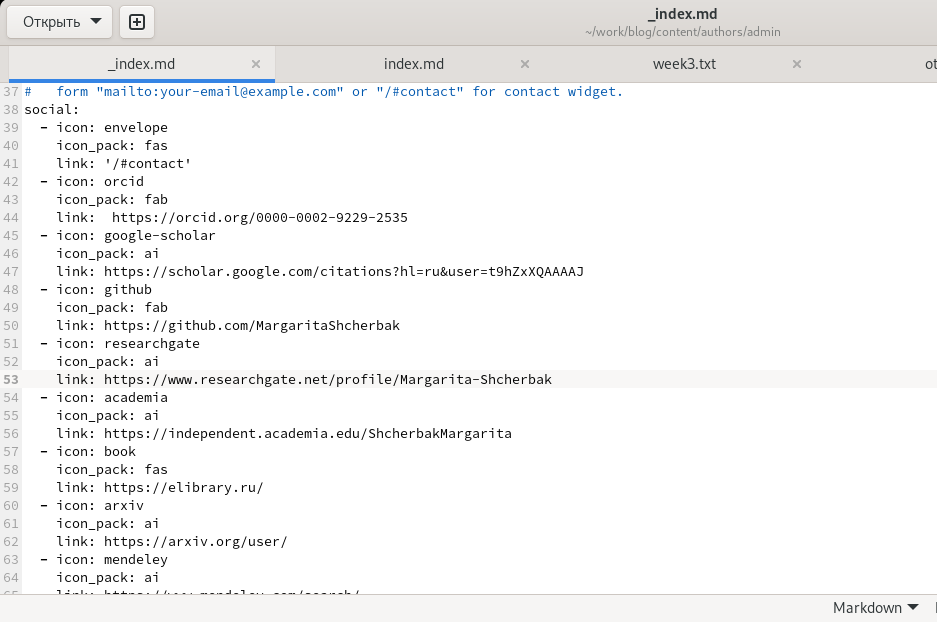 Открыть
_index.md
~/work/blog/content/authors/admin
_index.md
index.md
week3.txt
ot
37 #   form "mailto:your-email@example.com" or "/#contact" for contact widget.
38 social:
39   - icon: envelope
40     icon_pack: fas
41     link: '/#contact'
42   - icon: orcid
43     icon_pack: fab
44     link:  https://orcid.org/0000-0002-9229-2535
45   - icon: google-scholar
46     icon_pack: ai
47     link: https://scholar.google.com/citations?hl=ru&user=t9hZxXQAAAAJ
48   - icon: github
49     icon_pack: fab
50     link: https://github.com/MargaritaShcherbak
51   - icon: researchgate
52     icon_pack: ai
53     link: https://www.researchgate.net/profile/Margarita-Shcherbak
54   - icon: academia
55     icon_pack: ai
56     link: https://independent.academia.edu/ShcherbakMargarita
57   - icon: book
58     icon_pack: fas
59     link: https://elibrary.ru/
60   - icon: arxiv
61     icon_pack: ai
62     link: https://arxiv.org/user/
63   - icon: mendeley
64     icon_pack: ai
65     link: https://www.mendeley.com/search/
Markdown